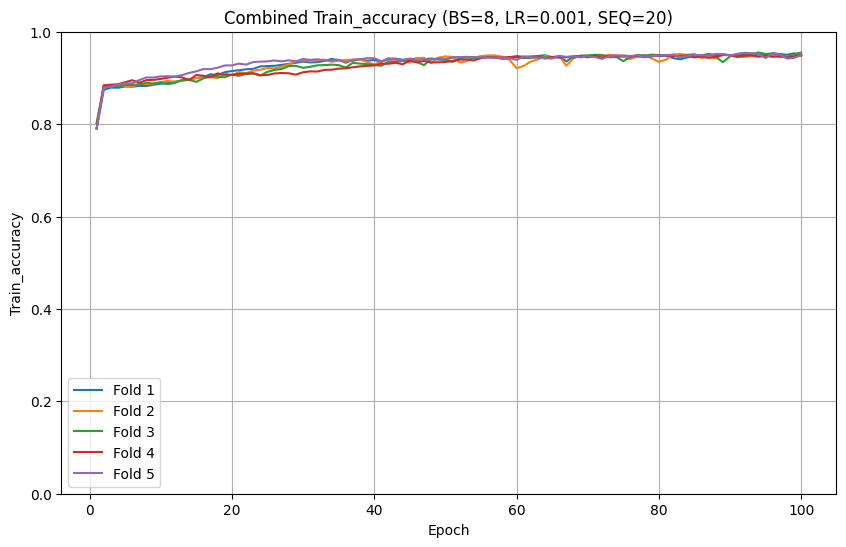 Combined Train_accuracy (BS=8, LR=0.001, SEQ=20)
1.0
0.8
0.6
0.4
0.2
0.0
Train_accuracy
Fold 1
Fold 2
Fold 3
Fold 4
Fold 5
0 20 40 60 80 100
Epoch